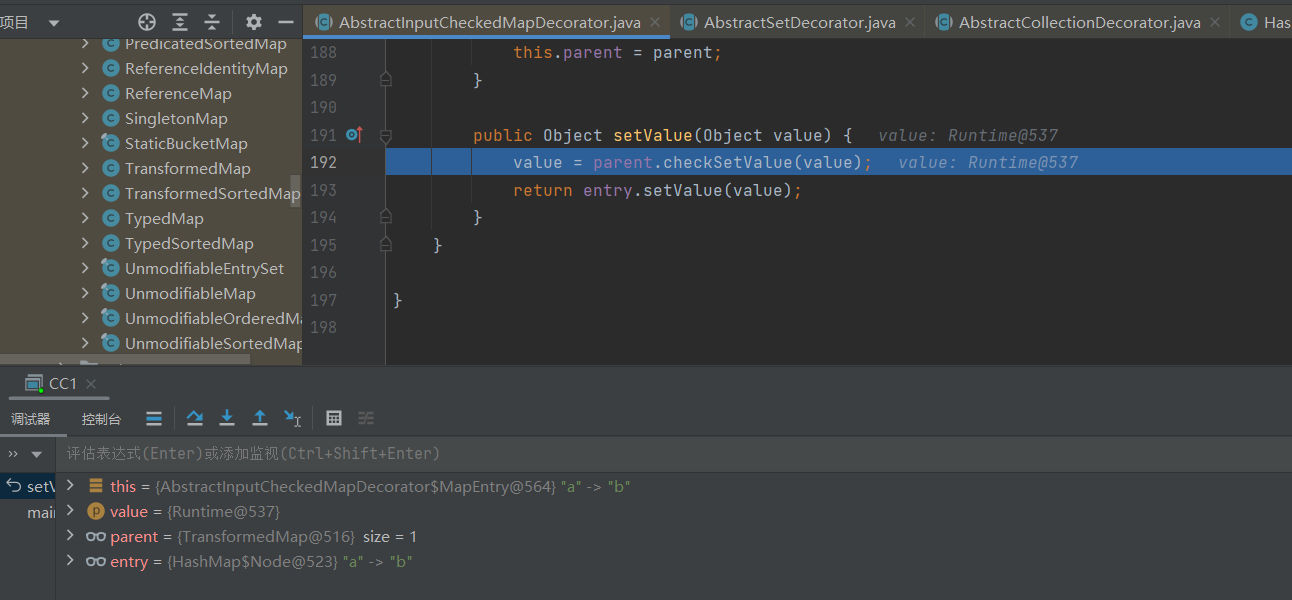 项目
AbstractInputCheckedMapDecorator.java
AbstractSetDecorator.java
AbstractCollectionDecorator.java
Has
PredicatedSortedMap
ReferenceIdentityMap
ReferenceMap
SingletonMap
StaticBucketMap
TransformedMap
TransformedSortedMap
TypedMap
TypedSortedMap
UnmodifiableEntrySet
UnmodifiableMap
UnmodifiableOrderedMa
UnmodifiableSortedMap
188 this.parent = parent;
189 }
190
191 public Object setValue(Object value) { value: Runtime@537
192 value = parent.checkSetValue(value); value: Runtime@537
193 return entry.setValue(value);
194 }
195 }
196
197 }
198
CC1
调试器 控制台
评估表达式(Enter)或添加监视(Ctrl+Shift+Enter)
setV
main
this = {AbstractInputCheckedMapDecorator$MapEntry@564} "a" -> "b"
value = {Runtime@537}
parent = {TransformedMap@516} size = 1
entry = {HashMap$Node@523} "a" -> "b"